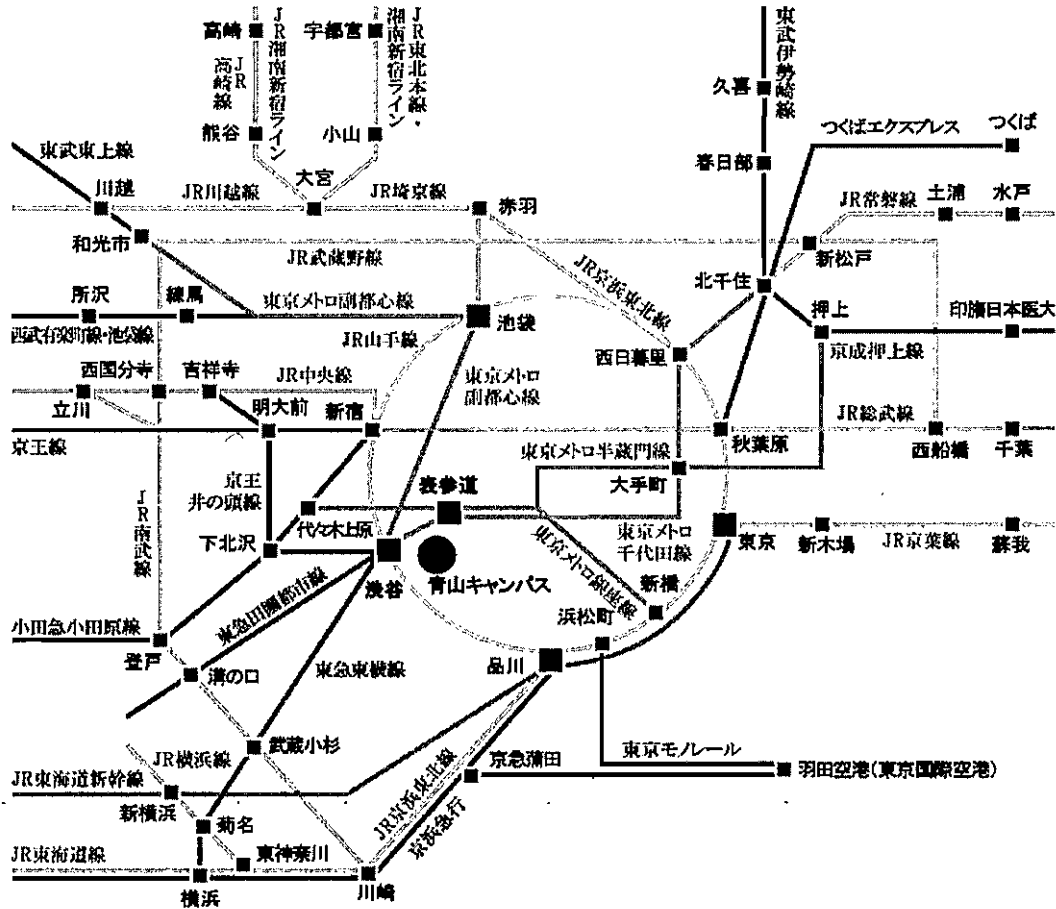 高崎
宇都宮
JR湘南新宿ライン
JR高崎線
JR東北本線・
湘南新宿ライン
東武伊勢崎線
久喜
熊谷
小山
つくばエクスプレス
つくば
東武東上線
春日部
大宮
川越
JR川越線
JR埼京線
赤羽
JR常磐線
土浦
水戸
和光市
JR武蔵野線
新松戸
JR京浜東北線
北千住
所沢
練馬
東京メトロ副都心線
押上
印旛日本医大
西武有楽町線・池袋線
JR山手線
池袋
京成押上線
西日暮里
西国分寺
吉祥寺
JR中央線
東京メトロ
副都心線
立川
明大前
新宿
JR総武線
京王線
東京メトロ半蔵門線
秋葉原
西船橋
千葉
京王
井の頭線
表参道
大手町
JR南武線
代々木上原
東京メトロ
千代田線
下北沢
東京メトロ銀座線
東京
新木場
JR京葉線
蘇我
渋谷
青山キャンパス
新橋
小田急小田原線
東急田園都市線
浜松町
登戸
溝の口
東急東横線
品川
武蔵小杉
JR横浜線
京急蒲田
東京モノレール
JR東海道新幹線
羽田空港(東京国際空港)
新横浜
JR京浜東北線
京浜急行
菊名
JR東海道線
東神奈川
横浜
川崎